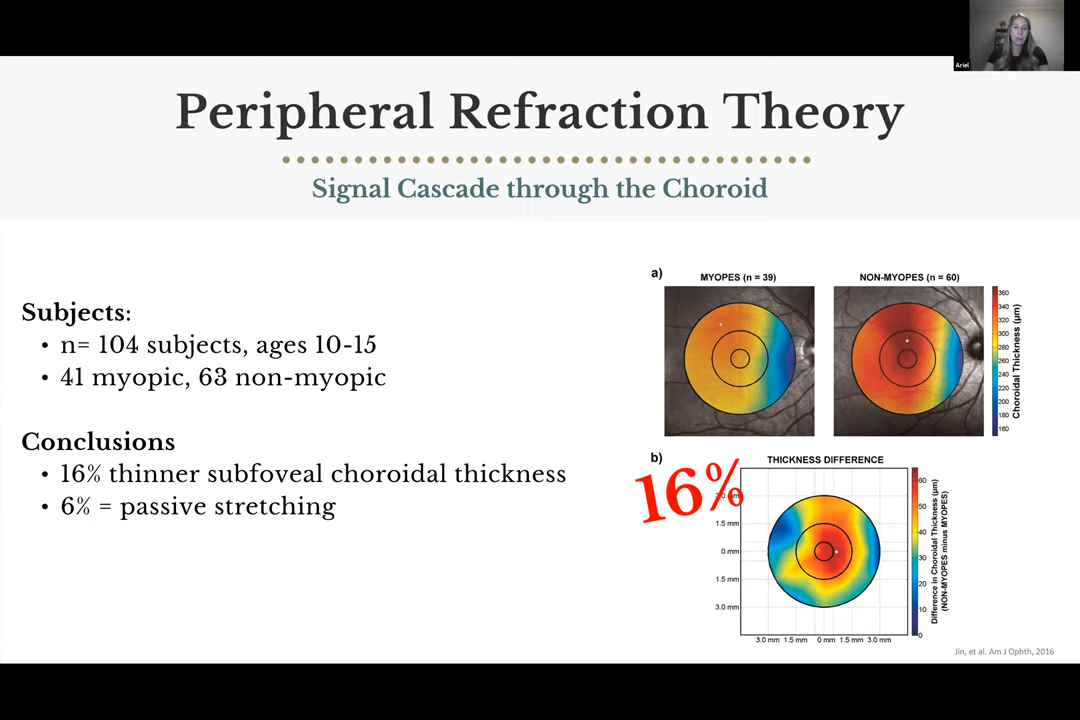 Ariel
Peripheral Refraction Theory
Signal Cascade through the Choroid
Subjects:
• n= 104 subjects, ages 10-15
• 41 myopic, 63 non-myopic
Conclusions
• 16% thinner subfoveal choroidal thickness
• 6% = passive stretching
a)
MYOPES (n = 39)
NON-MYOPES (n = 60)
360
340
320
300
280
260
240
220
200
180
160
Choroidal Thickness (µm)
b)
THICKNESS DIFFERENCE
16%
3.0 mm
1.5 mm
0 mm
1.5 mm
3.0 mm
3.0 mm 1.5 mm 0 mm 1.5 mm 3.0 mm
60
50
40
30
20
10
0
Difference in Choroidal Thickness (µm)
(NON-MYOPES minus MYOPES)
Jin, et al. Am J Ophth, 2016